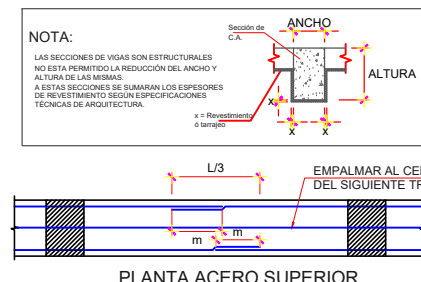 NOTA:
LAS SECCIONES DE VIGAS SON ESTRUCTURALES
NO ESTA PERMITIDO LA REDUCCIÓN DEL ANCHO Y
ALTURA DE LAS MISMAS.
A ESTAS SECCIONES SE SUMARAN LOS ESPESORES
DE REVESTIMIENTO SEGÚN ESPECIFICACIONES
TÉCNICAS DE ARQUITECTURA.
Sección de
C.A.
ANCHO
ALTURA
x
x = Revestimiento
ó tarrajeo
x x
L/3
EMPALMAR AL
DEL SIGUIENTE
m m
PLANTA ACERO SUPERIOR